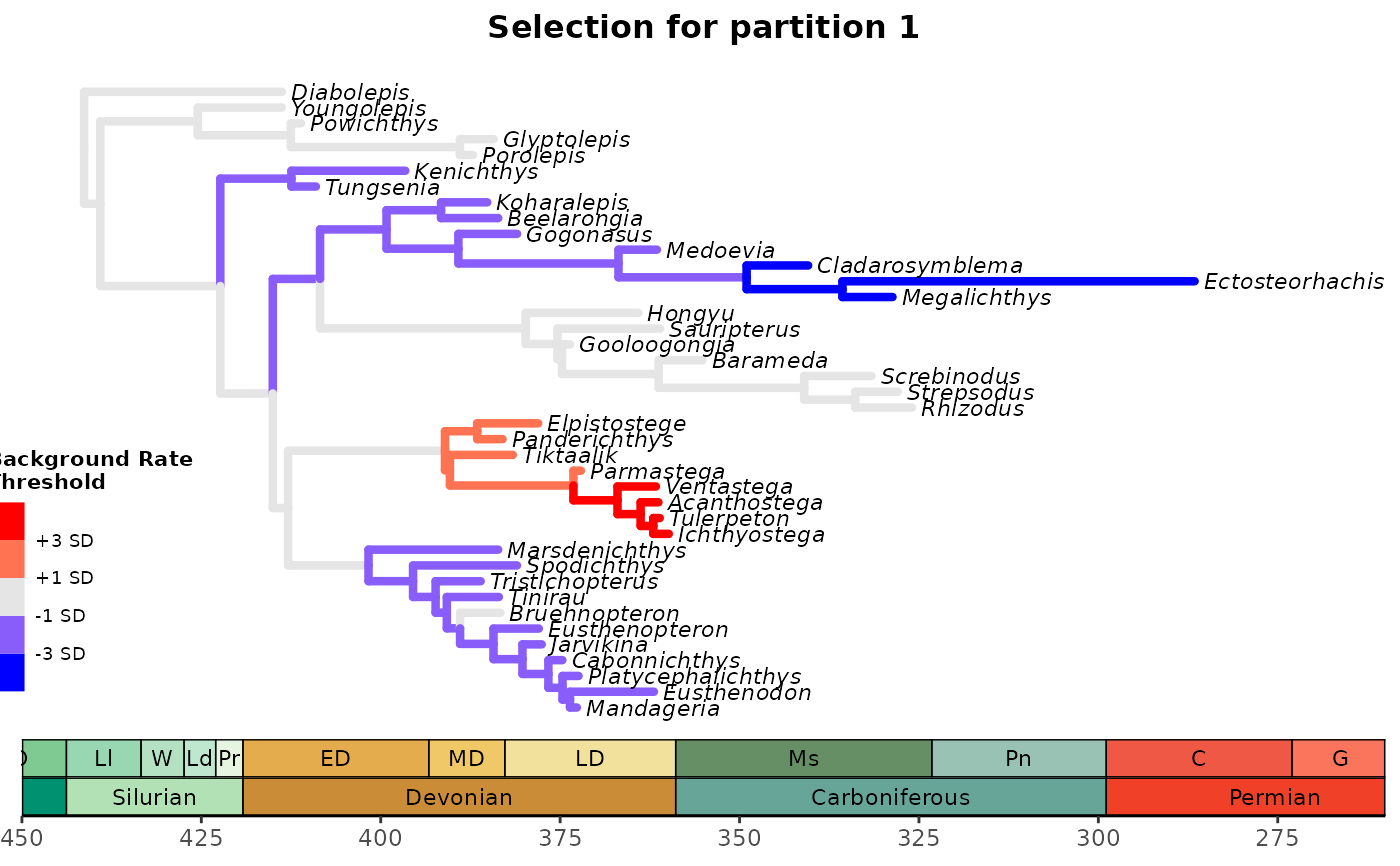 Selection for partition 1
Diabolepis
Youngolepis
Powichthys
Glyptolepis
Porolepis
Kenichthys
Tungsenia
Koharalepis
Beelarongia
Gogonasus
Medoevia
Cladarosymblema
Ectosteorhachis
Megalichthys
Hongyu
Sauripterus
Gooloogongia
Barameda
Screbinodus
Strepsodus
Rhizodus
Elpistostege
Panderichthys
Tiktaalik
Parmastega
Ventastega
Acanthostega
Tulerpeton
Ichthyostega
Marsdenichthys
Spodichthys
Tristichopterus
Tinirau
Bruehnopteron
Eusthenopteron
Jarvikina
Cabonnichthys
Platycephalichthys
Eusthenodon
Mandageria
Background Rate
Threshold
+3 SD
+1 SD
-1 SD
-3 SD
Ll W Ld Pr ED MD LD Ms Pn C G
Silurian Devonian Carboniferous Permian
450 425 400 375 350 325 300 275